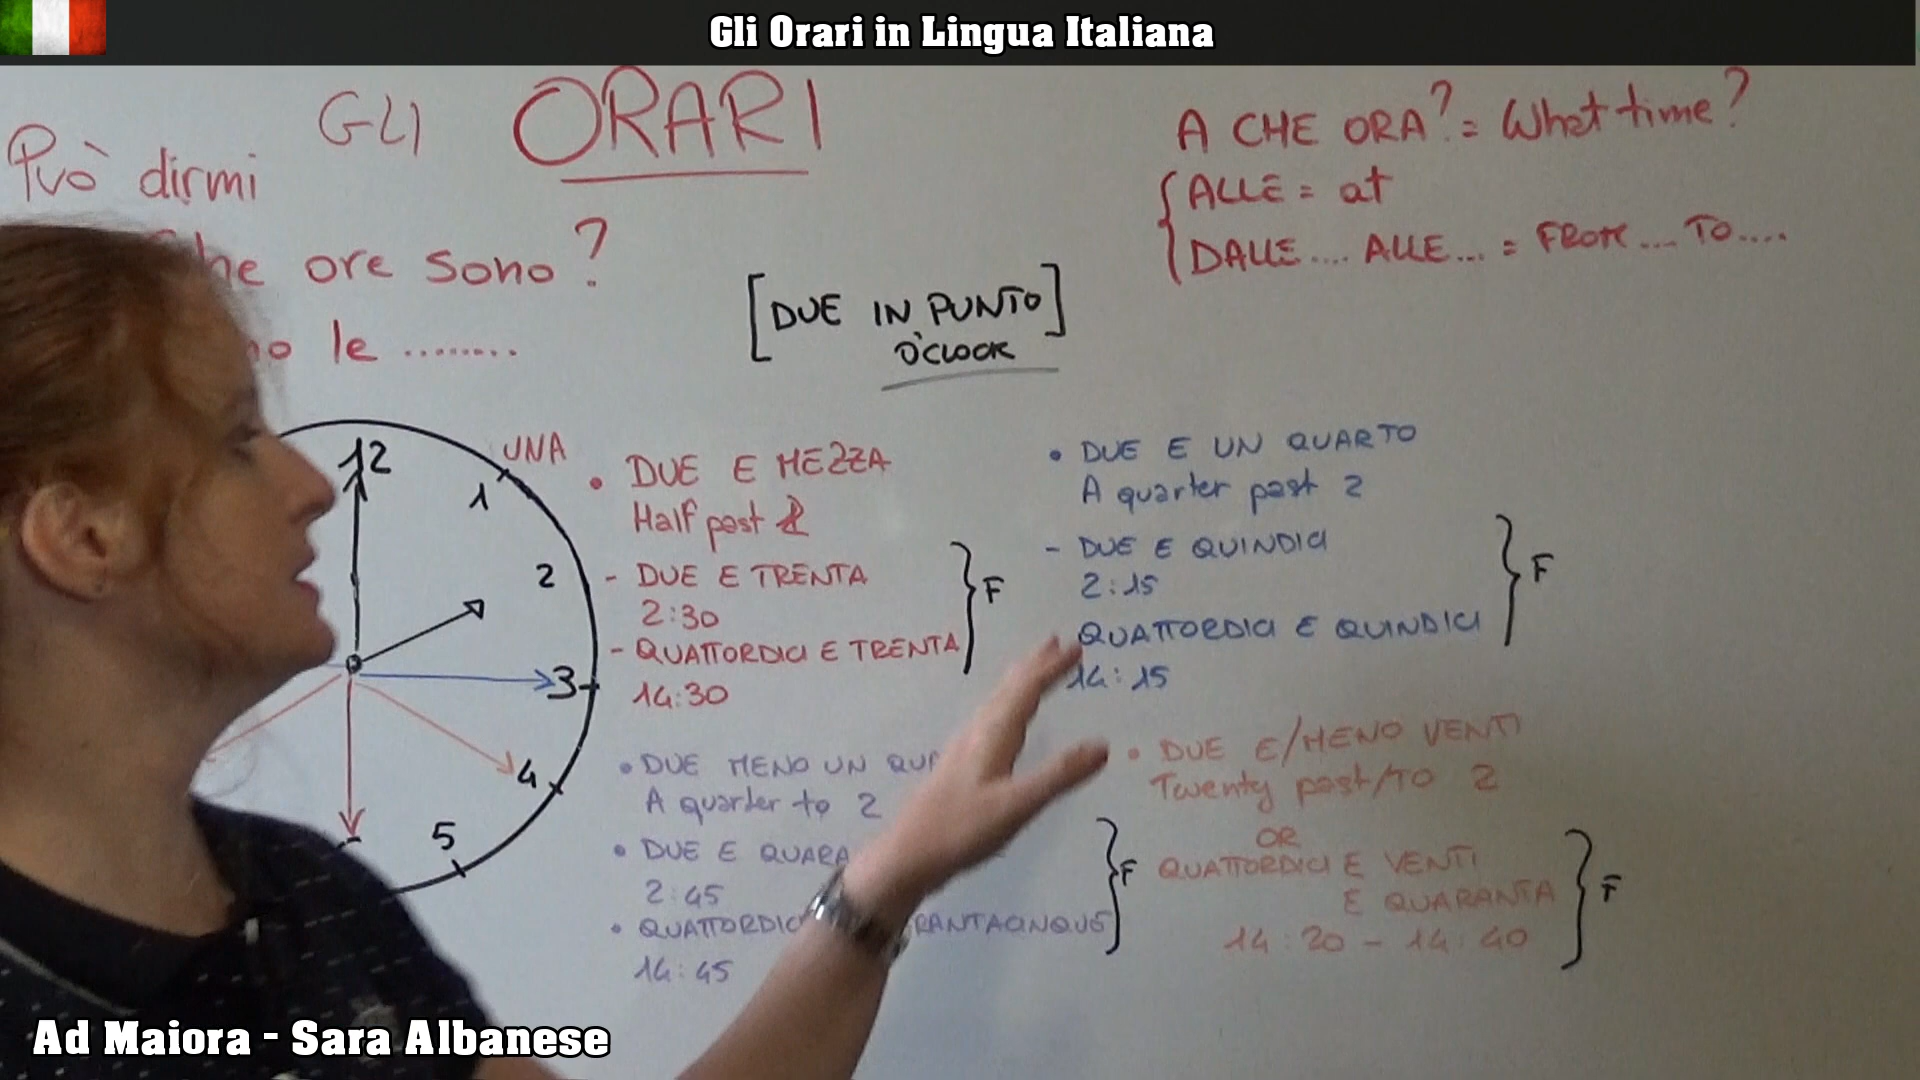 Gli Orari in Lingua Italiana
GLI ORARI
Può dirmi
he ore sono?
o le ........
A CHE ORA? = What time?
ALLE = at
DALLE .... ALLE ... = FROM .... TO ....
[DUE IN PUNTO]
O'CLOCK
12
UNA
1
2
3
4
5
• DUE E MEZZA
Half past 2
- DUE E TRENTA
2:30
- QUATTORDICI E TRENTA
14:30
F
• DUE E UN QUARTO
A quarter past 2
- DUE E QUINDICI
2:15
QUATTORDICI E QUINDICI
14:15
F
• DUE MENO UN QUA
A quarter to 2
• DUE E QUARA
2:45
• QUATTORDIC RANTACINQUE
14:45
F
• DUE E/MENO VENTI
Twenty past/TO 2
OR
QUATTORDICI E VENTI
E QUARANTA
14:20 - 14:40
F
Ad Maiora - Sara Albanese